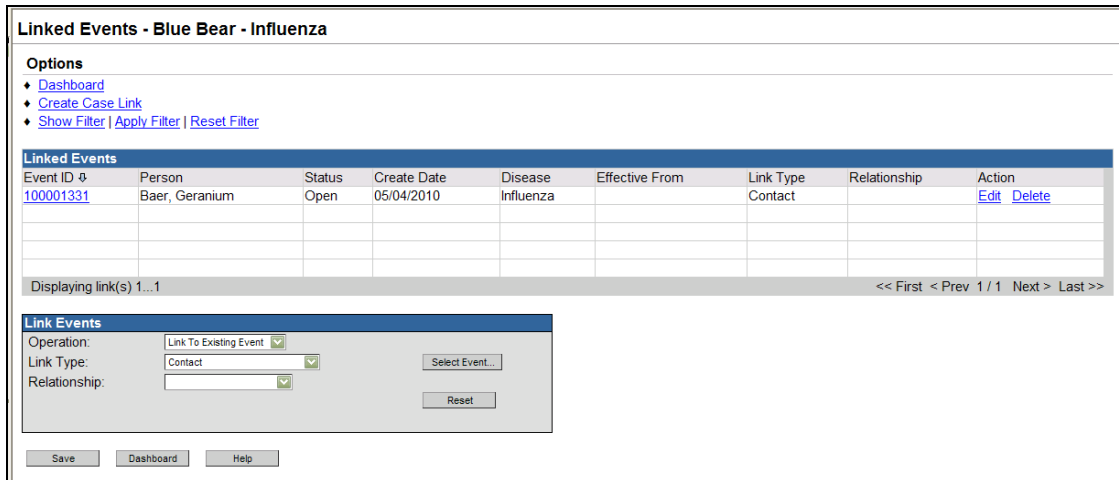 Linked Events - Blue Bear - Influenza
Options
♦ Dashboard
♦ Create Case Link
♦ Show Filter | Apply Filter | Reset Filter
Linked Events
Event ID ⇩ Person Status Create Date Disease Effective From Link Type Relationship Action
100001331 Baer, Geranium Open 05/04/2010 Influenza Contact Edit Delete
Displaying link(s) 1...1 << First < Prev 1 / 1 Next > Last >>
Link Events
Operation: Link To Existing Event
Link Type: Contact Select Event...
Relationship:
Reset
Save Dashboard Help